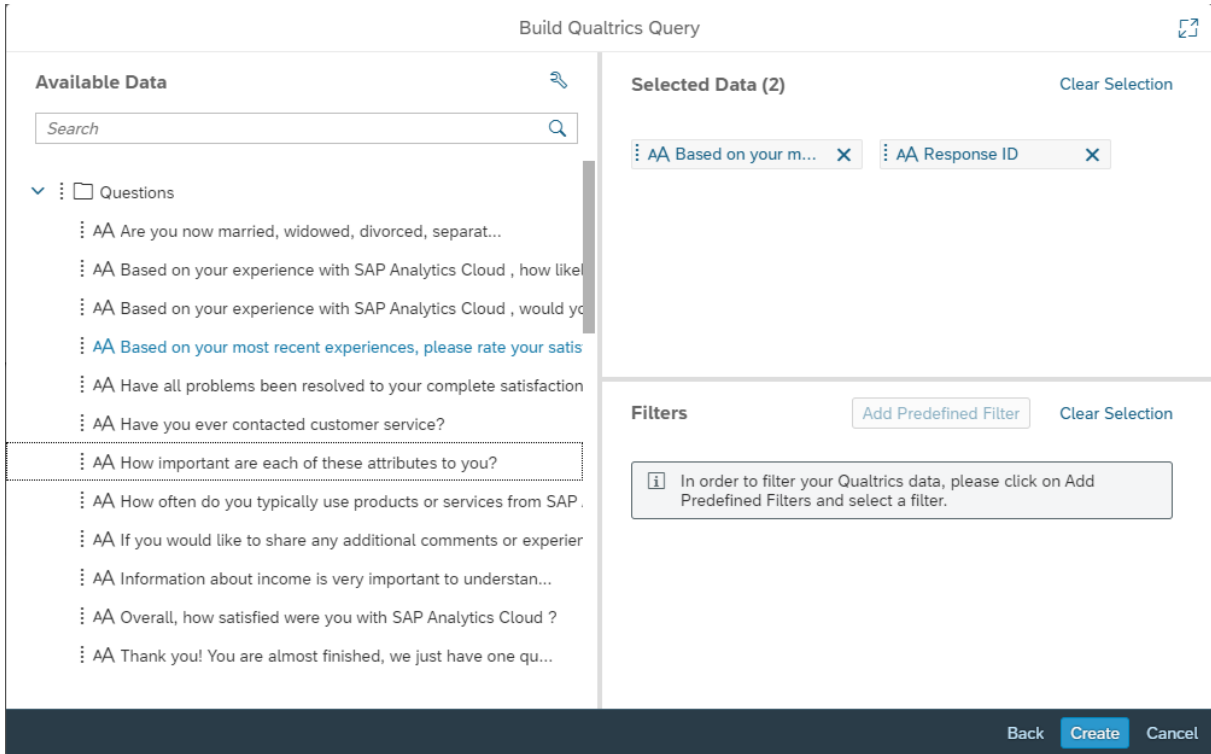 Build Qualtrics Query
Available Data
Search
Questions
AA Are you now married, widowed, divorced, separat...
AA Based on your experience with SAP Analytics Cloud , how likel
AA Based on your experience with SAP Analytics Cloud , would yo
AA Based on your most recent experiences, please rate your satis
AA Have all problems been resolved to your complete satisfaction
AA Have you ever contacted customer service?
AA How important are each of these attributes to you?
AA How often do you typically use products or services from SAP .
AA If you would like to share any additional comments or experier
AA Information about income is very important to understan...
AA Overall, how satisfied were you with SAP Analytics Cloud ?
AA Thank you! You are almost finished, we just have one qu...
Selected Data (2)
Clear Selection
AA Based on your m...
AA Response ID
Filters
Add Predefined Filter
Clear Selection
In order to filter your Qualtrics data, please click on Add
Predefined Filters and select a filter.
Back
Create
Cancel